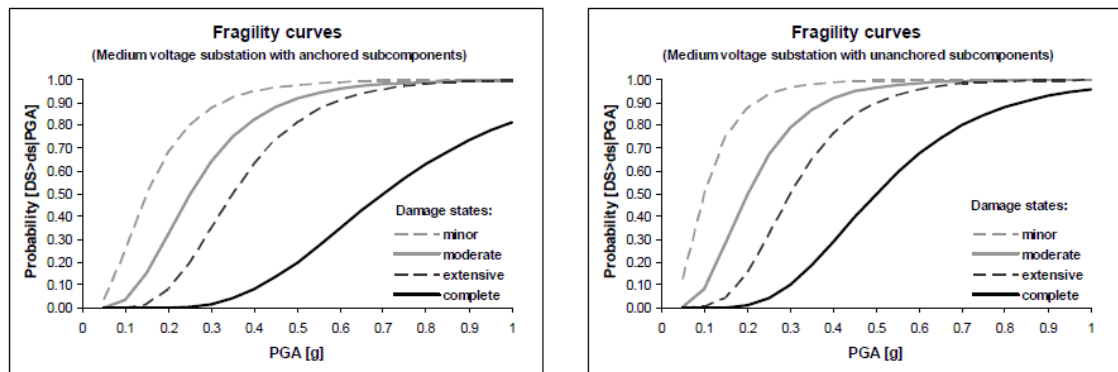 Fragility curves
(Medium voltage substation with anchored subcomponents)
Probability [DS>ds|PGA]
1.00
0.90
0.80
0.70
0.60
0.50
0.40
0.30
0.20
0.10
0.00
Damage states:
minor
moderate
extensive
complete
0 0.1 0.2 0.3 0.4 0.5 0.6 0.7 0.8 0.9 1
PGA [g]
Fragility curves
(Medium voltage substation with unanchored subcomponents)
Probability [DS>ds|PGA]
1.00
0.90
0.80
0.70
0.60
0.50
0.40
0.30
0.20
0.10
0.00
Damage states:
minor
moderate
extensive
complete
0 0.1 0.2 0.3 0.4 0.5 0.6 0.7 0.8 0.9 1
PGA [g]